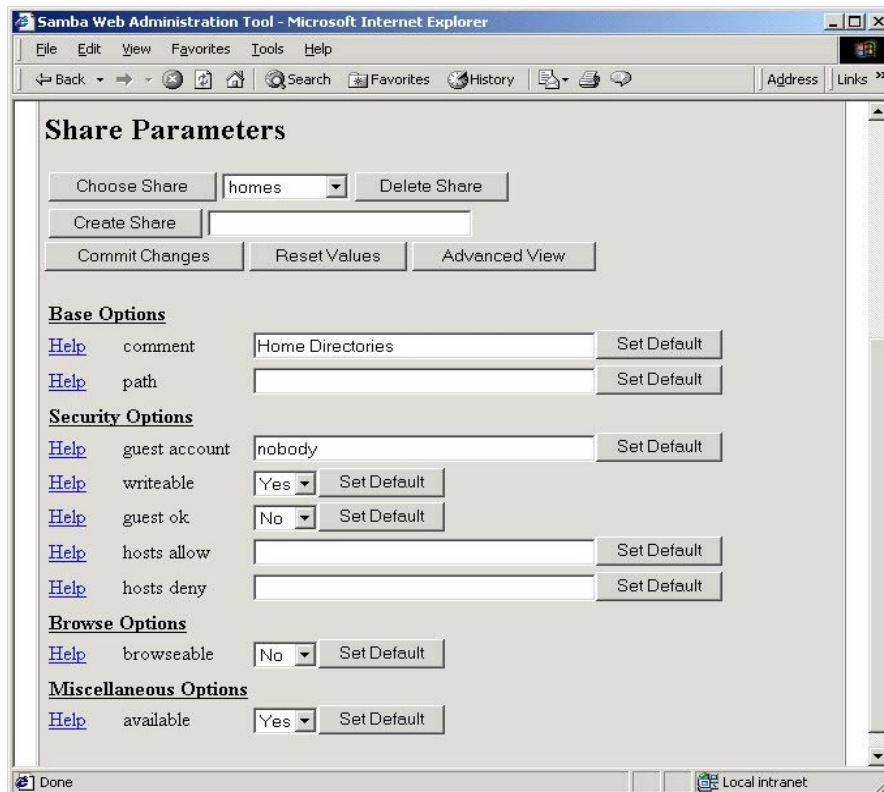 Samba Web Administration Tool - Microsoft Internet Explorer
File Edit View Favorites Tools Help
Back Search Favorites History Address Links »
Share Parameters
Choose Share homes Delete Share
Create Share
Commit Changes Reset Values Advanced View
Base Options
Help comment Home Directories Set Default
Help path Set Default
Security Options
Help guest account nobody Set Default
Help writeable Yes Set Default
Help guest ok No Set Default
Help hosts allow Set Default
Help hosts deny Set Default
Browse Options
Help browseable No Set Default
Miscellaneous Options
Help available Yes Set Default
Done Local intranet